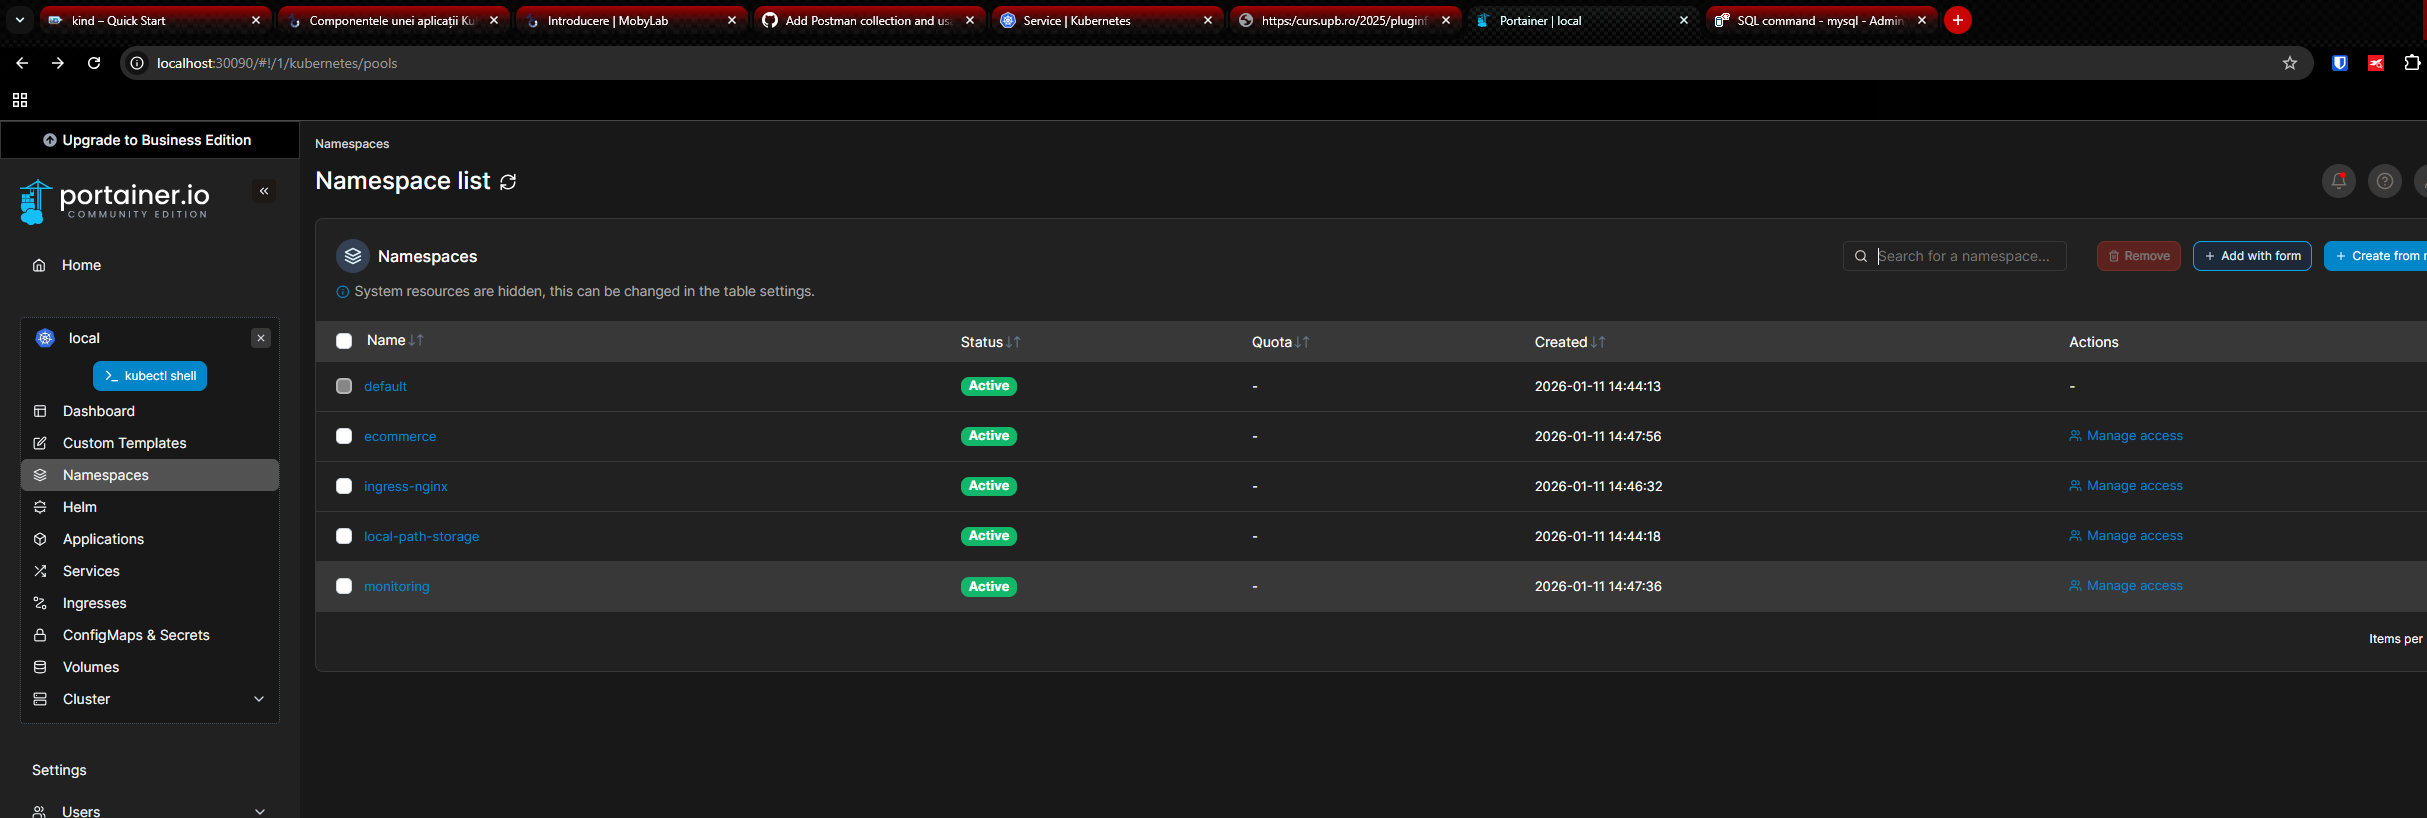 kind – Quick Start
Componentele unei aplicații Ku
Introducere | MobyLab
Add Postman collection and usa
Service | Kubernetes
https:/curs.upb.ro/2025/pluginf
Portainer | local
SQL command - mysql - Admin
localhost:30090/#!/1/kubernetes/pools
Upgrade to Business Edition
portainer.io
COMMUNITY EDITION
Home
local
kubectl shell
Dashboard
Custom Templates
Namespaces
Helm
Applications
Services
Ingresses
ConfigMaps & Secrets
Volumes
Cluster
Settings
Users
Namespaces
Namespace list
Namespaces
Search for a namespace...
Remove
+ Add with form
+ Create from
System resources are hidden, this can be changed in the table settings.
Name Status Quota Created Actions
default Active - 2026-01-11 14:44:13 -
ecommerce Active - 2026-01-11 14:47:56 Manage access
ingress-nginx Active - 2026-01-11 14:46:32 Manage access
local-path-storage Active - 2026-01-11 14:44:18 Manage access
monitoring Active - 2026-01-11 14:47:36 Manage access
Items per